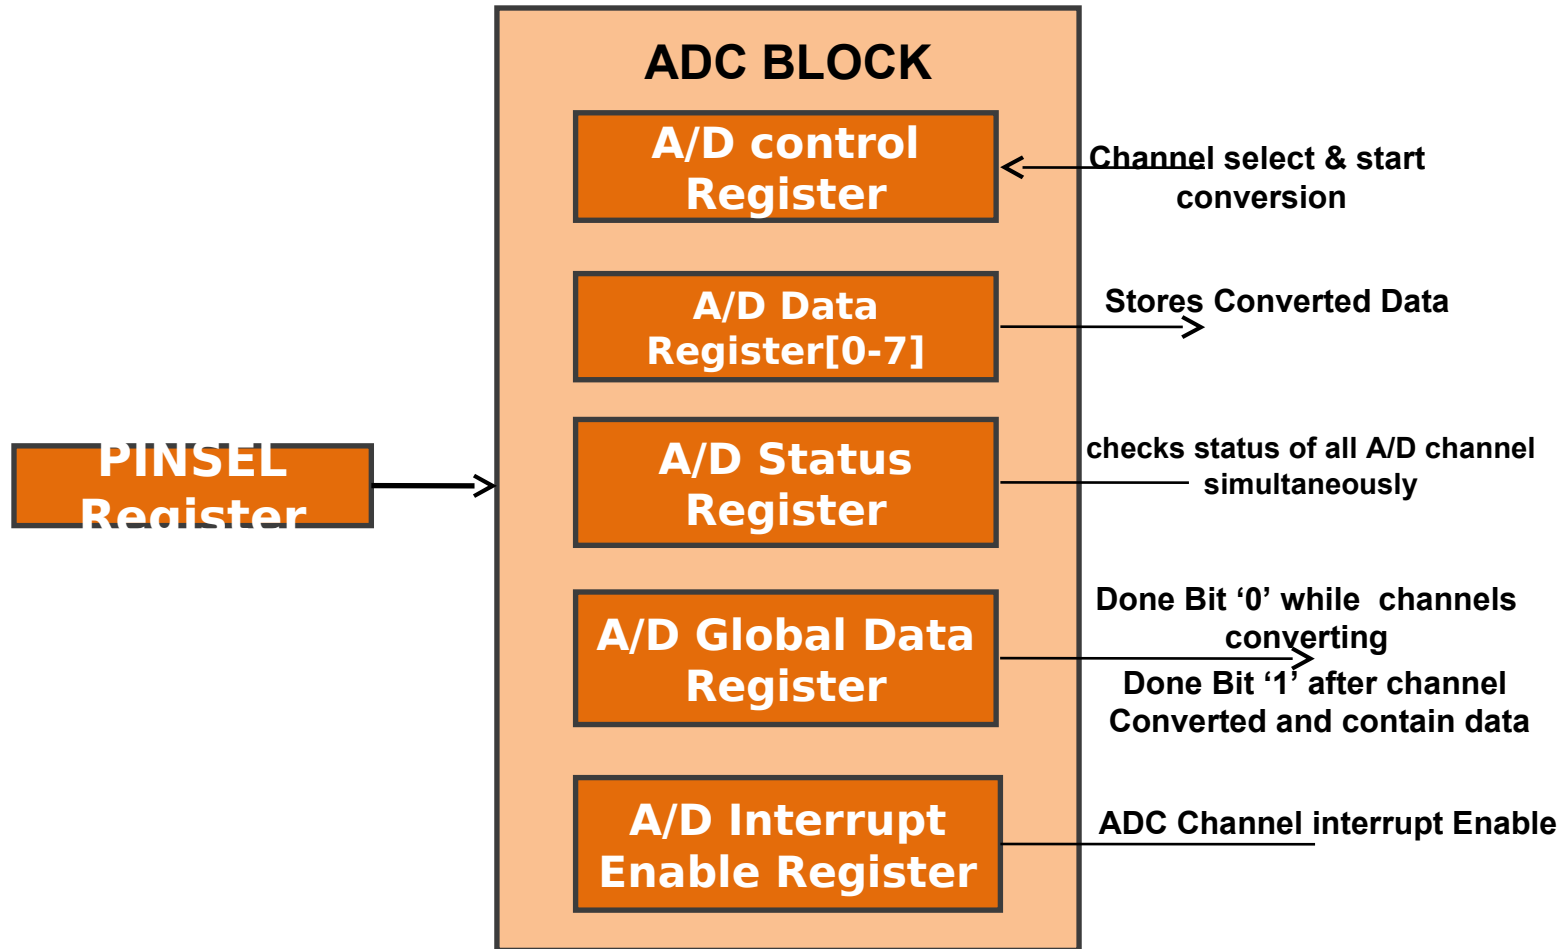 ADC BLOCK
A/D control
Register
Channel select & start
conversion
A/D Data
Register[0-7]
Stores Converted Data
PINSEL
Register
A/D Status
Register
checks status of all A/D channel
simultaneously
A/D Global Data
Register
Done Bit ‘0’ while  channels
converting
Done Bit ‘1’ after channel
Converted and contain data
A/D Interrupt
Enable Register
ADC Channel interrupt Enable